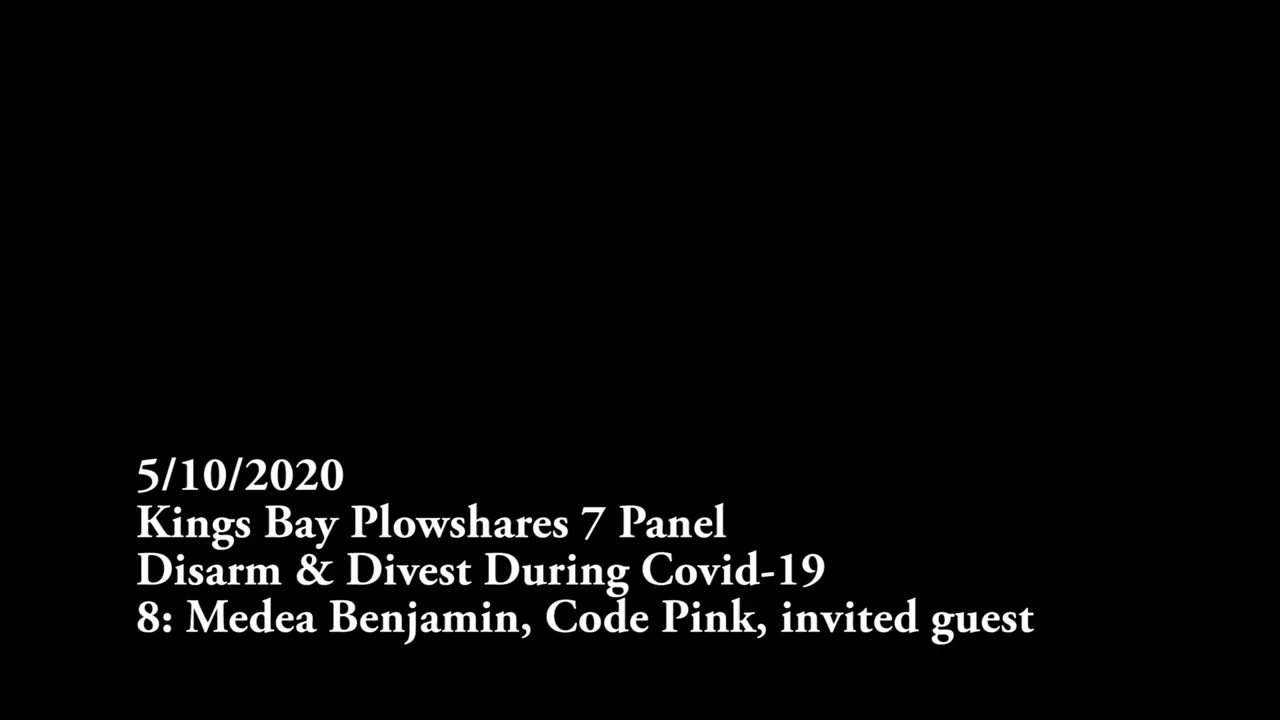 5/10/2020
Kings Bay Plowshares 7 Panel
Disarm & Divest During Covid-19
8: Medea Benjamin, Code Pink, invited guest